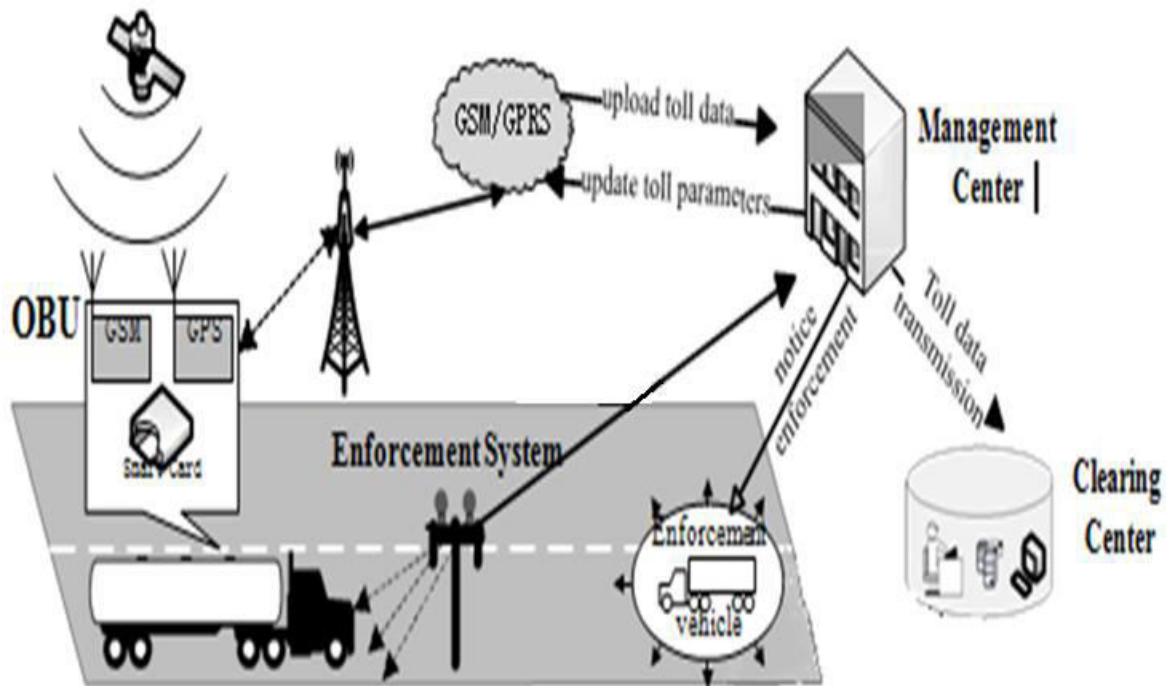 GSM/GPRS
upload toll data
update toll parameters
Management
Center |
OBU
GSM
GPS
Smart Card
Enforcement System
notice
enforcement
Toll data
transmission
Enforcement
vehicle
Clearing
Center